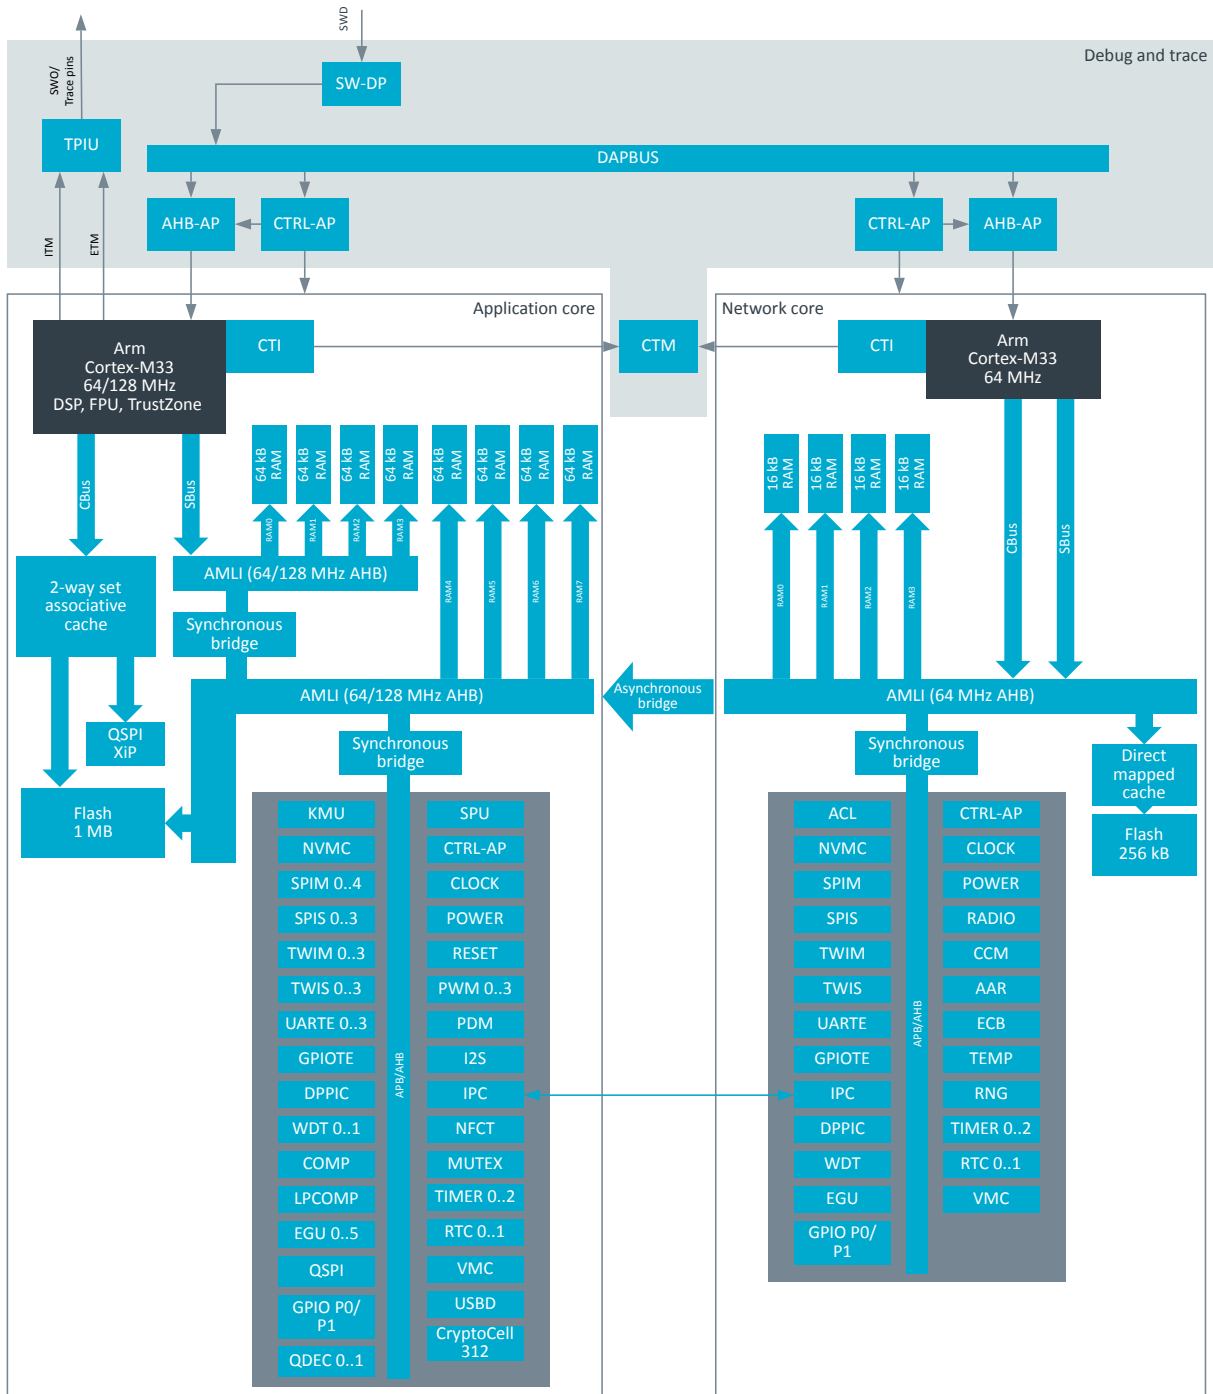 SWD
Debug and trace
SWO/
Trace pins
SW-DP
TPIU
DAPBUS
AHB-AP
CTRL-AP
CTRL-AP
AHB-AP
ITM
ETM
Application core
Network core
Arm
Cortex-M33
64/128 MHz
DSP, FPU, TrustZone
CTI
CTM
CTI
Arm
Cortex-M33
64 MHz
CBus
SBus
64 kB
RAM
64 kB
RAM
64 kB
RAM
64 kB
RAM
64 kB
RAM
64 kB
RAM
64 kB
RAM
64 kB
RAM
RAM0
RAM1
RAM2
RAM3
RAM4
RAM5
RAM6
RAM7
16 kB
RAM
16 kB
RAM
16 kB
RAM
16 kB
RAM
RAM0
RAM1
RAM2
RAM3
CBus
SBus
2-way set
associative
cache
AMLI (64/128 MHz AHB)
Synchronous
bridge
AMLI (64/128 MHz AHB)
Asynchronous
bridge
AMLI (64 MHz AHB)
QSPI
XiP
Synchronous
bridge
Synchronous
bridge
Direct
mapped
cache
Flash
1 MB
Flash
256 kB
KMU
NVMC
SPIM 0..4
SPIS 0..3
TWIM 0..3
TWIS 0..3
UARTE 0..3
GPIOTE
DPPIC
WDT 0..1
COMP
LPCOMP
EGU 0..5
QSPI
GPIO P0/
P1
QDEC 0..1
APB/AHB
SPU
CTRL-AP
CLOCK
POWER
RESET
PWM 0..3
PDM
I2S
IPC
NFCT
MUTEX
TIMER 0..2
RTC 0..1
VMC
USBD
CryptoCell
312
ACL
NVMC
SPIM
SPIS
TWIM
TWIS
UARTE
GPIOTE
IPC
DPPIC
WDT
EGU
GPIO P0/
P1
APB/AHB
CTRL-AP
CLOCK
POWER
RADIO
CCM
AAR
ECB
TEMP
RNG
TIMER 0..2
RTC 0..1
VMC